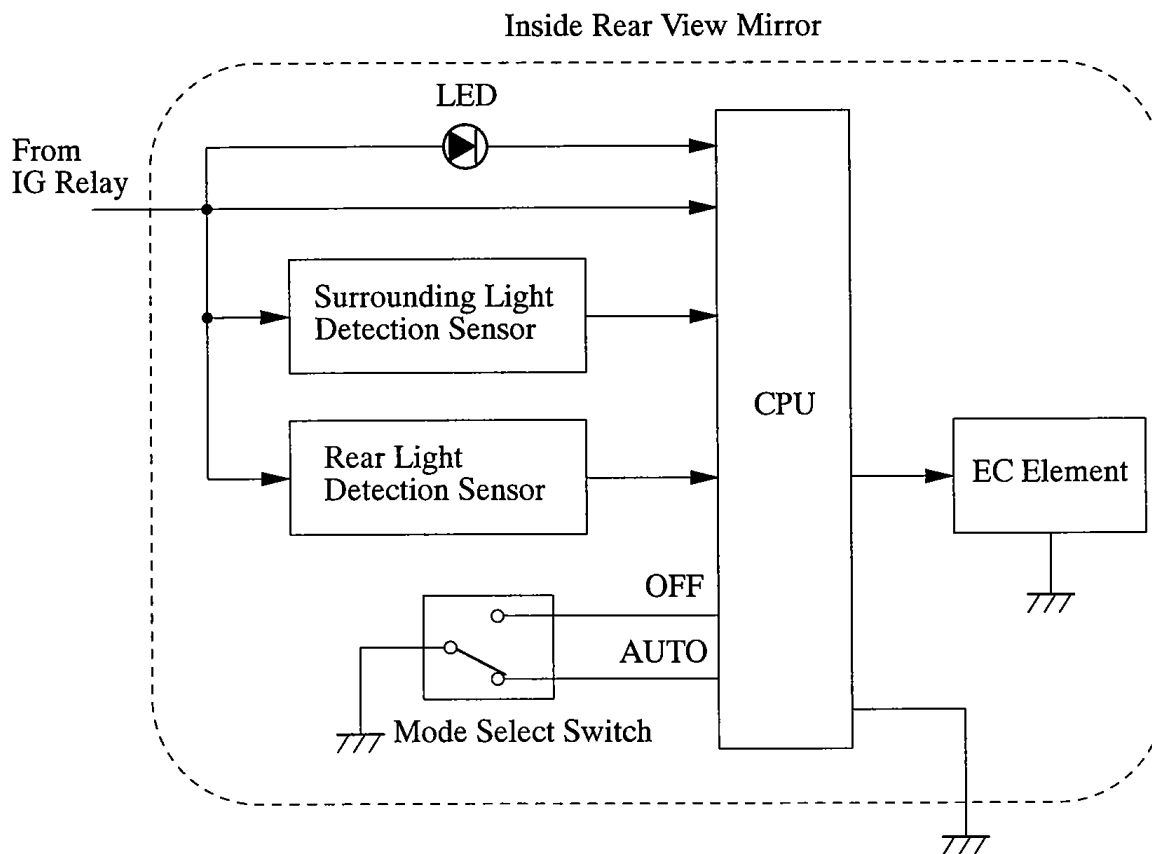 Inside Rear View Mirror
LED
From
IG Relay
Surrounding Light
Detection Sensor
CPU
Rear Light
Detection Sensor
EC Element
OFF
AUTO
Mode Select Switch